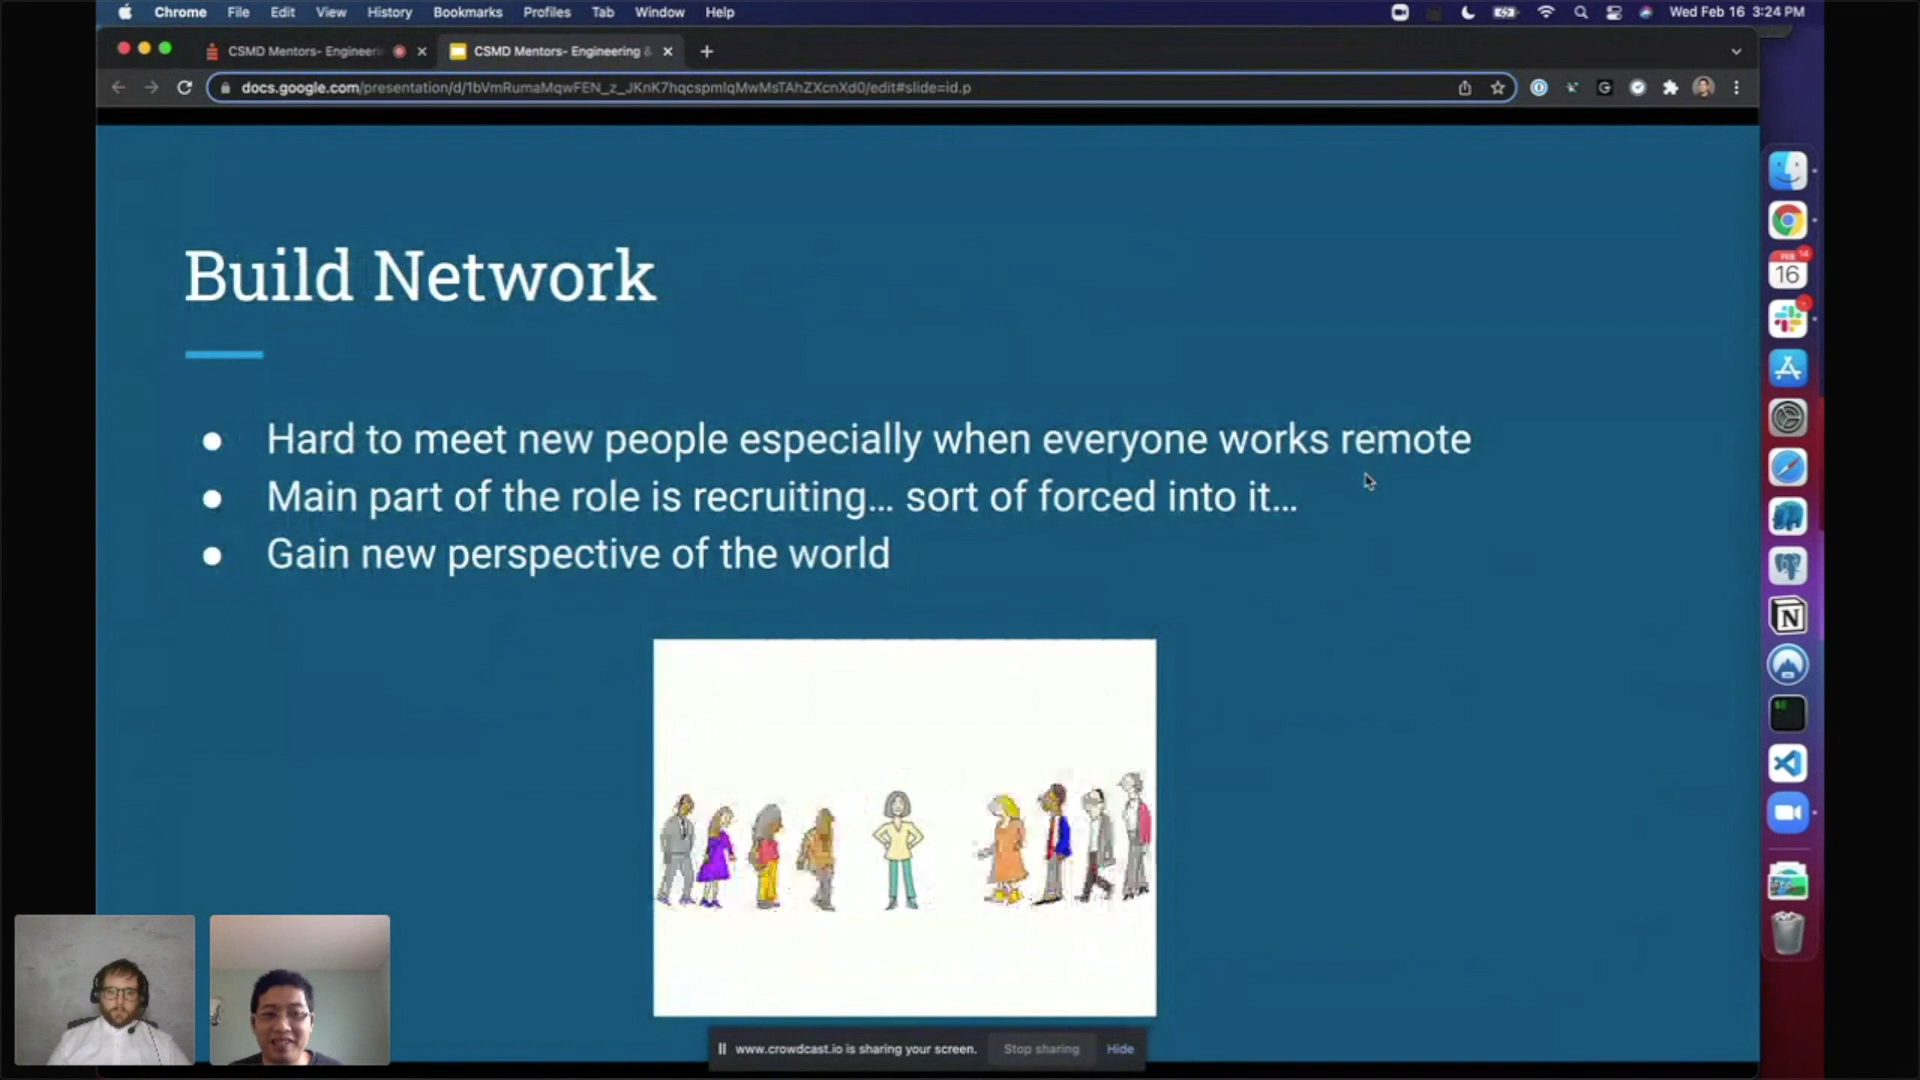 Chrome File Edit View History Bookmarks Profiles Tab Window Help
Wed Feb 16 3:24 PM
CSMD Mentors- Engineeri
CSMD Mentors- Engineering &
docs.google.com/presentation/d/1bVmRumaMqwFEN_z_JKnK7hqcspmlqMwMsTAhZXcnXd0/edit#slide=id.p
Build Network
Hard to meet new people especially when everyone works remote
Main part of the role is recruiting... sort of forced into it...
Gain new perspective of the world
FEB
14
16
www.crowdcast.io is sharing your screen.
Stop sharing
Hide